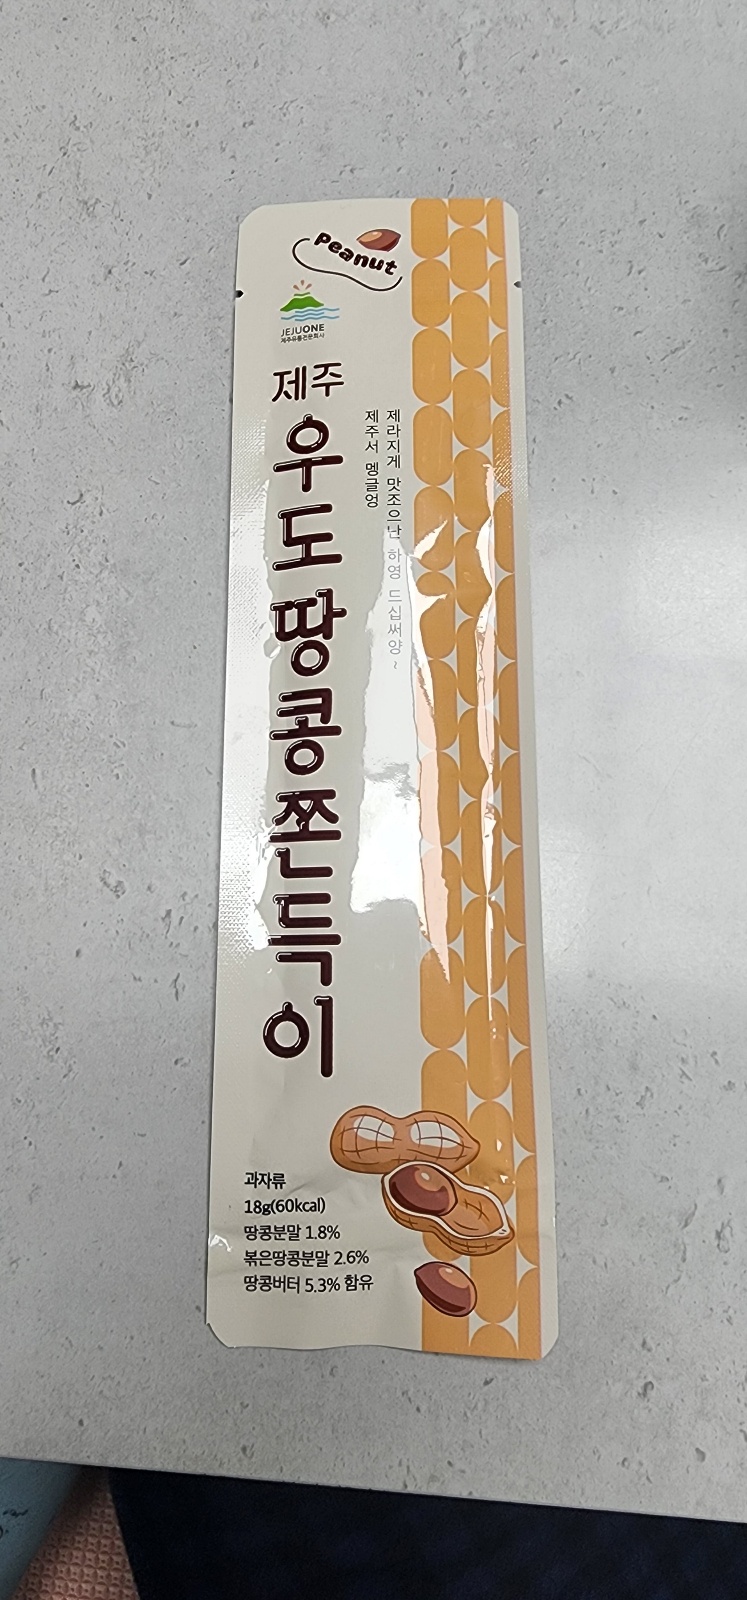 Peanut
JEJUONE
제주유통전문회사
제주
우도 땅콩쫀득이
제주서 멩글엉
제라지게 맛조으난 하영 드십써양~
과자류
18g(60kcal)
땅콩분말 1.8%
볶은땅콩분말 2.6%
땅콩버터 5.3% 함유